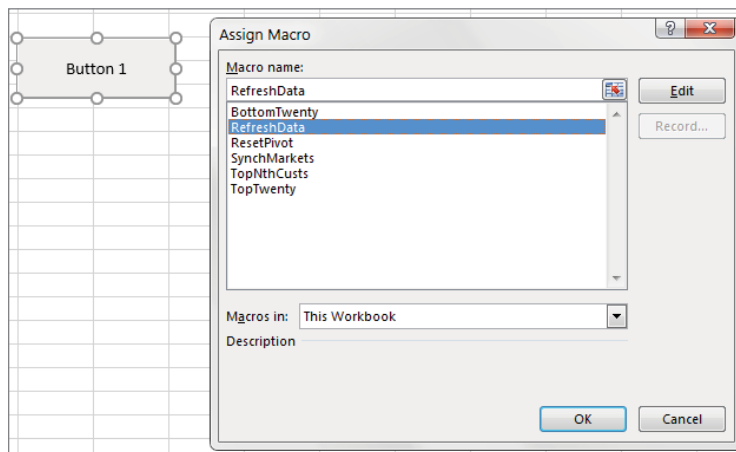 Assign Macro
Button 1
Macro name:
RefreshData
Edit
BottomTwenty
RefreshData
Record...
ResetPivot
SynchMarkets
TopNthCusts
TopTwenty
Macros in: This Workbook
Description
OK Cancel